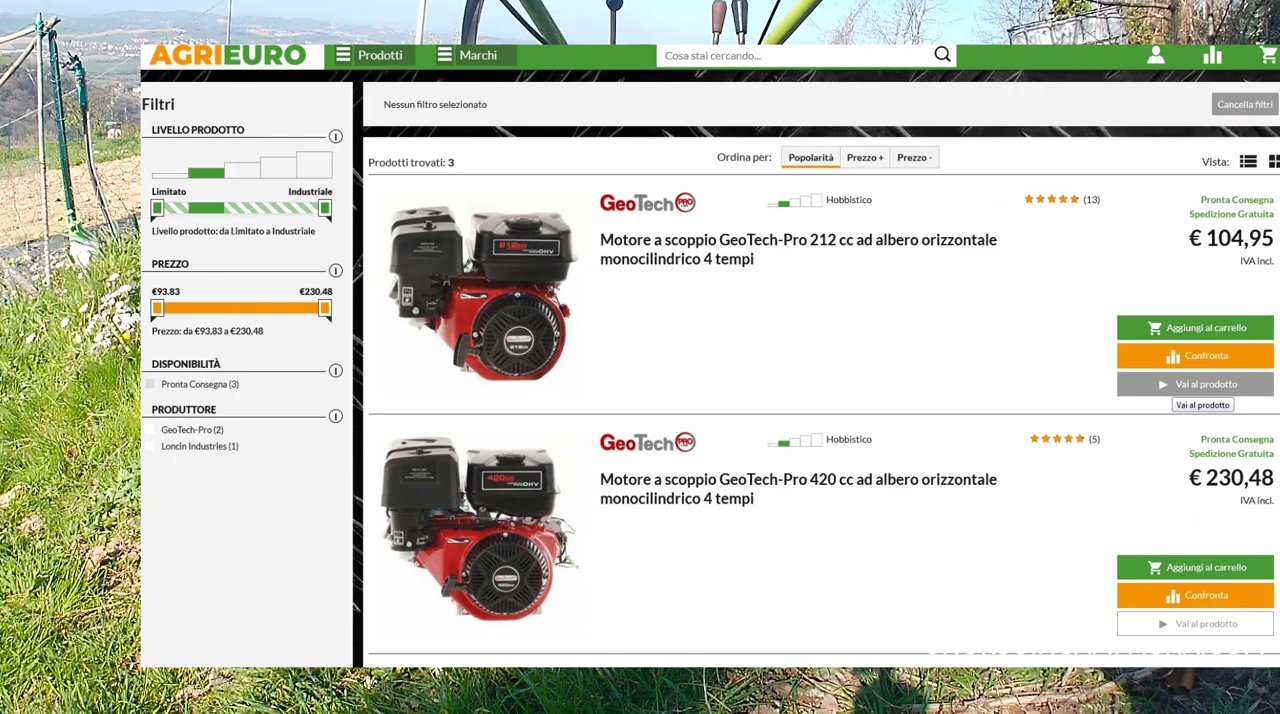 AGRIEURO
Prodotti
Marchi
Cosa stai cercando...
Filtri
LIVELLO PRODOTTO
Limitato
Industriale
Livello prodotto: da Limitato a Industriale
PREZZO
€93.83
€230.48
Prezzo: da €93.83 a €230.48
DISPONIBILITÀ
Pronta Consegna (3)
PRODUTTORE
GeoTech-Pro (2)
Loncin Industries (1)
Nessun filtro selezionato
Cancella filtri
Prodotti trovati: 3
Ordina per:
Popolarità
Prezzo +
Prezzo -
Vista:
GeoTech PRO
Hobbistico
(13)
Pronta Consegna
Spedizione Gratuita
Motore a scoppio GeoTech-Pro 212 cc ad albero orizzontale
monocilindrico 4 tempi
€ 104,95
IVA incl.
Aggiungi al carrello
Confronta
Vai al prodotto
Vai al prodotto
GeoTech PRO
Hobbistico
(5)
Pronta Consegna
Spedizione Gratuita
Motore a scoppio GeoTech-Pro 420 cc ad albero orizzontale
monocilindrico 4 tempi
€ 230,48
IVA incl.
Aggiungi al carrello
Confronta
Vai al prodotto